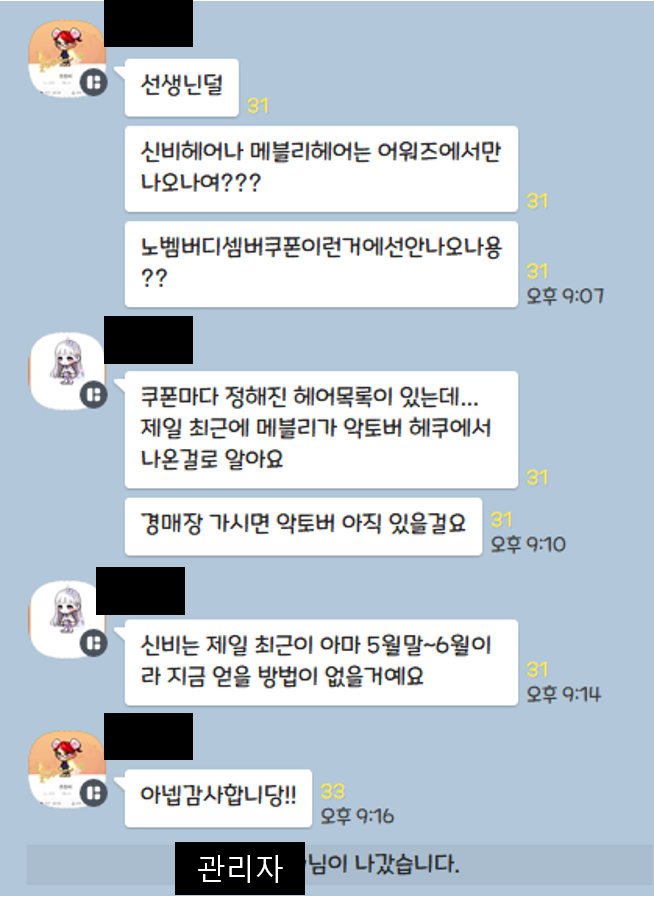 선생닌덜
31
신비헤어나 메블리헤어는 어워즈에서만
나오나여???
31
노벰버디셈버쿠폰이런거에선안나오나용
??
31
오후 9:07
쿠폰마다 정해진 헤어목록이 있는데...
제일 최근에 메블리가 악토버 헤쿠에서
나온걸로 알아요
31
경매장 가시면 악토버 아직 있을걸요
31
오후 9:10
신비는 제일 최근이 아마 5월말~6월이
라 지금 얻을 방법이 없을거예요
31
오후 9:14
아넵감사합니당!!
33
오후 9:16
관리자 님이 나갔습니다.